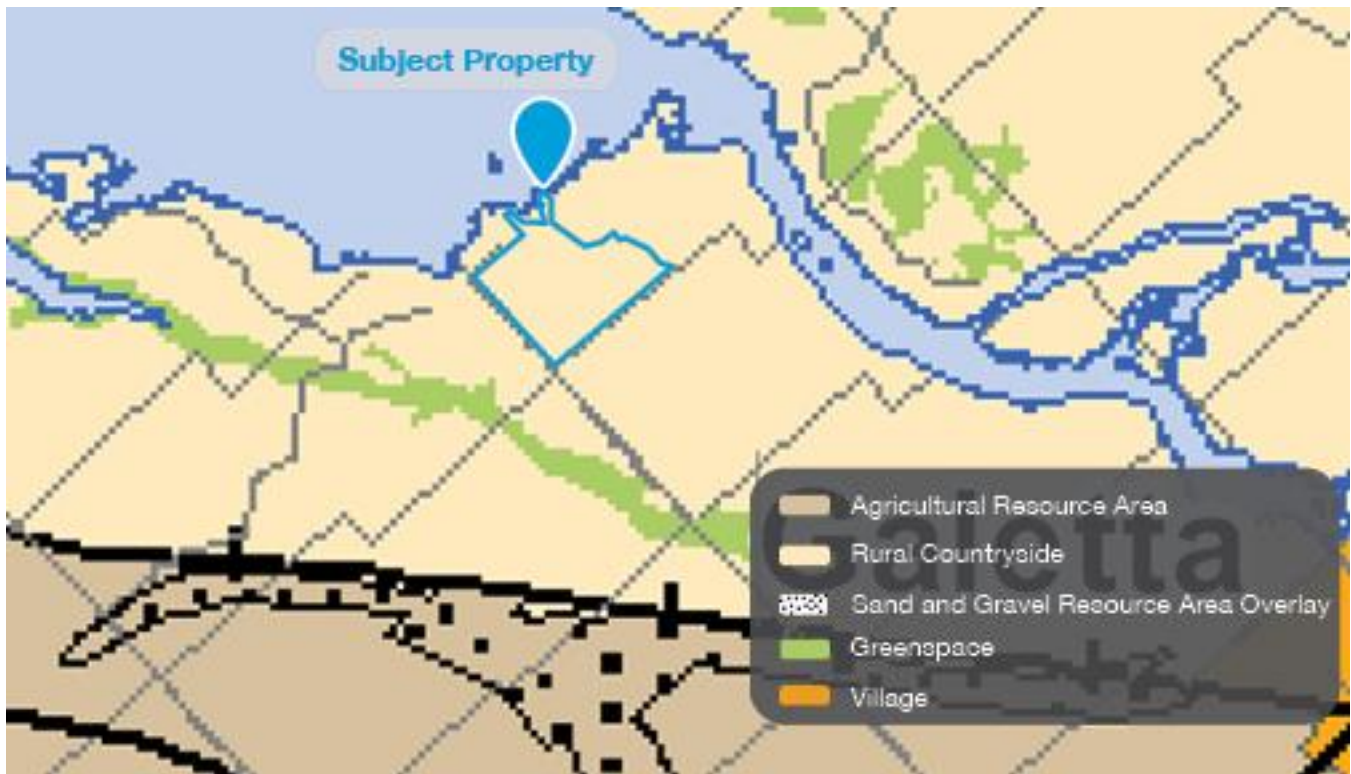 Subject Property
Galetta
Agricultural Resource Area
Rural Countryside
Sand and Gravel Resource Area Overlay
Greenspace
Village